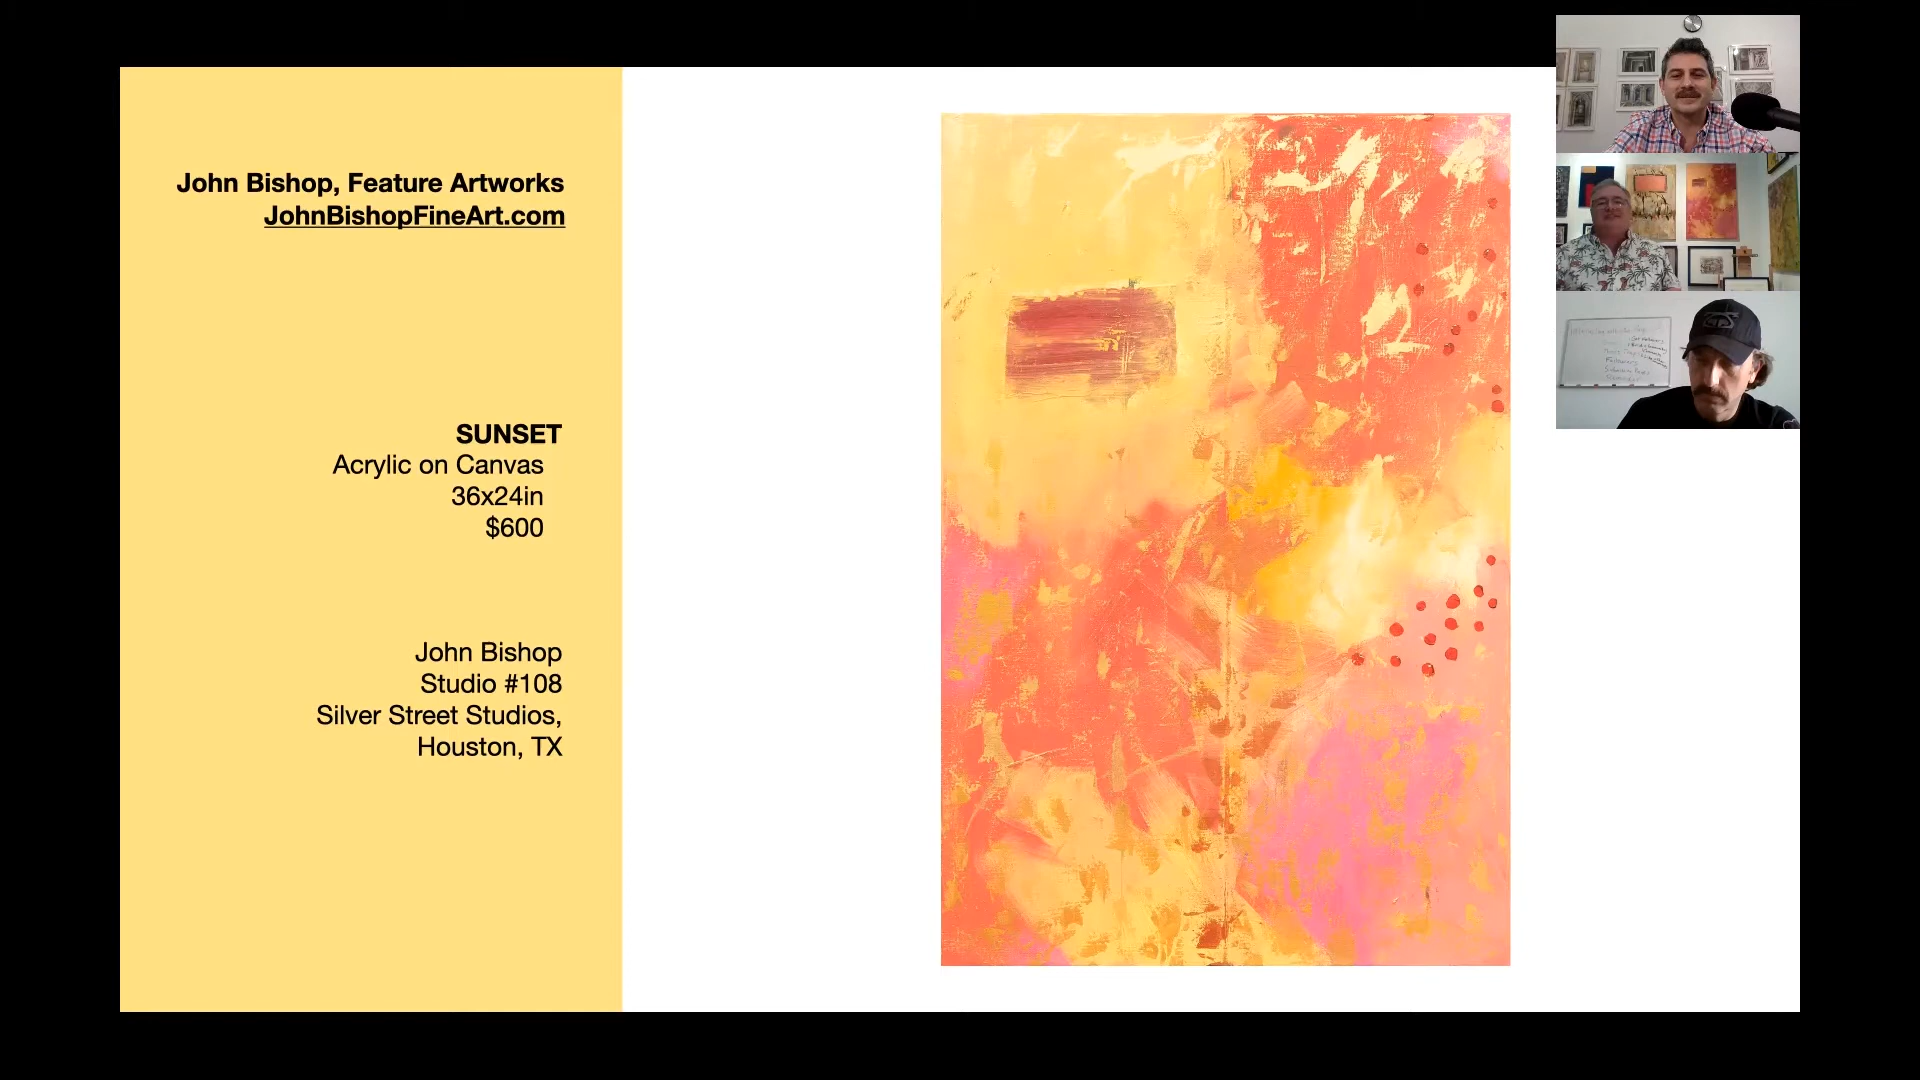 John Bishop, Feature Artworks
JohnBishopFineArt.com
SUNSET
Acrylic on Canvas
36x24in
$600
John Bishop
Studio #108
Silver Street Studios,
Houston, TX